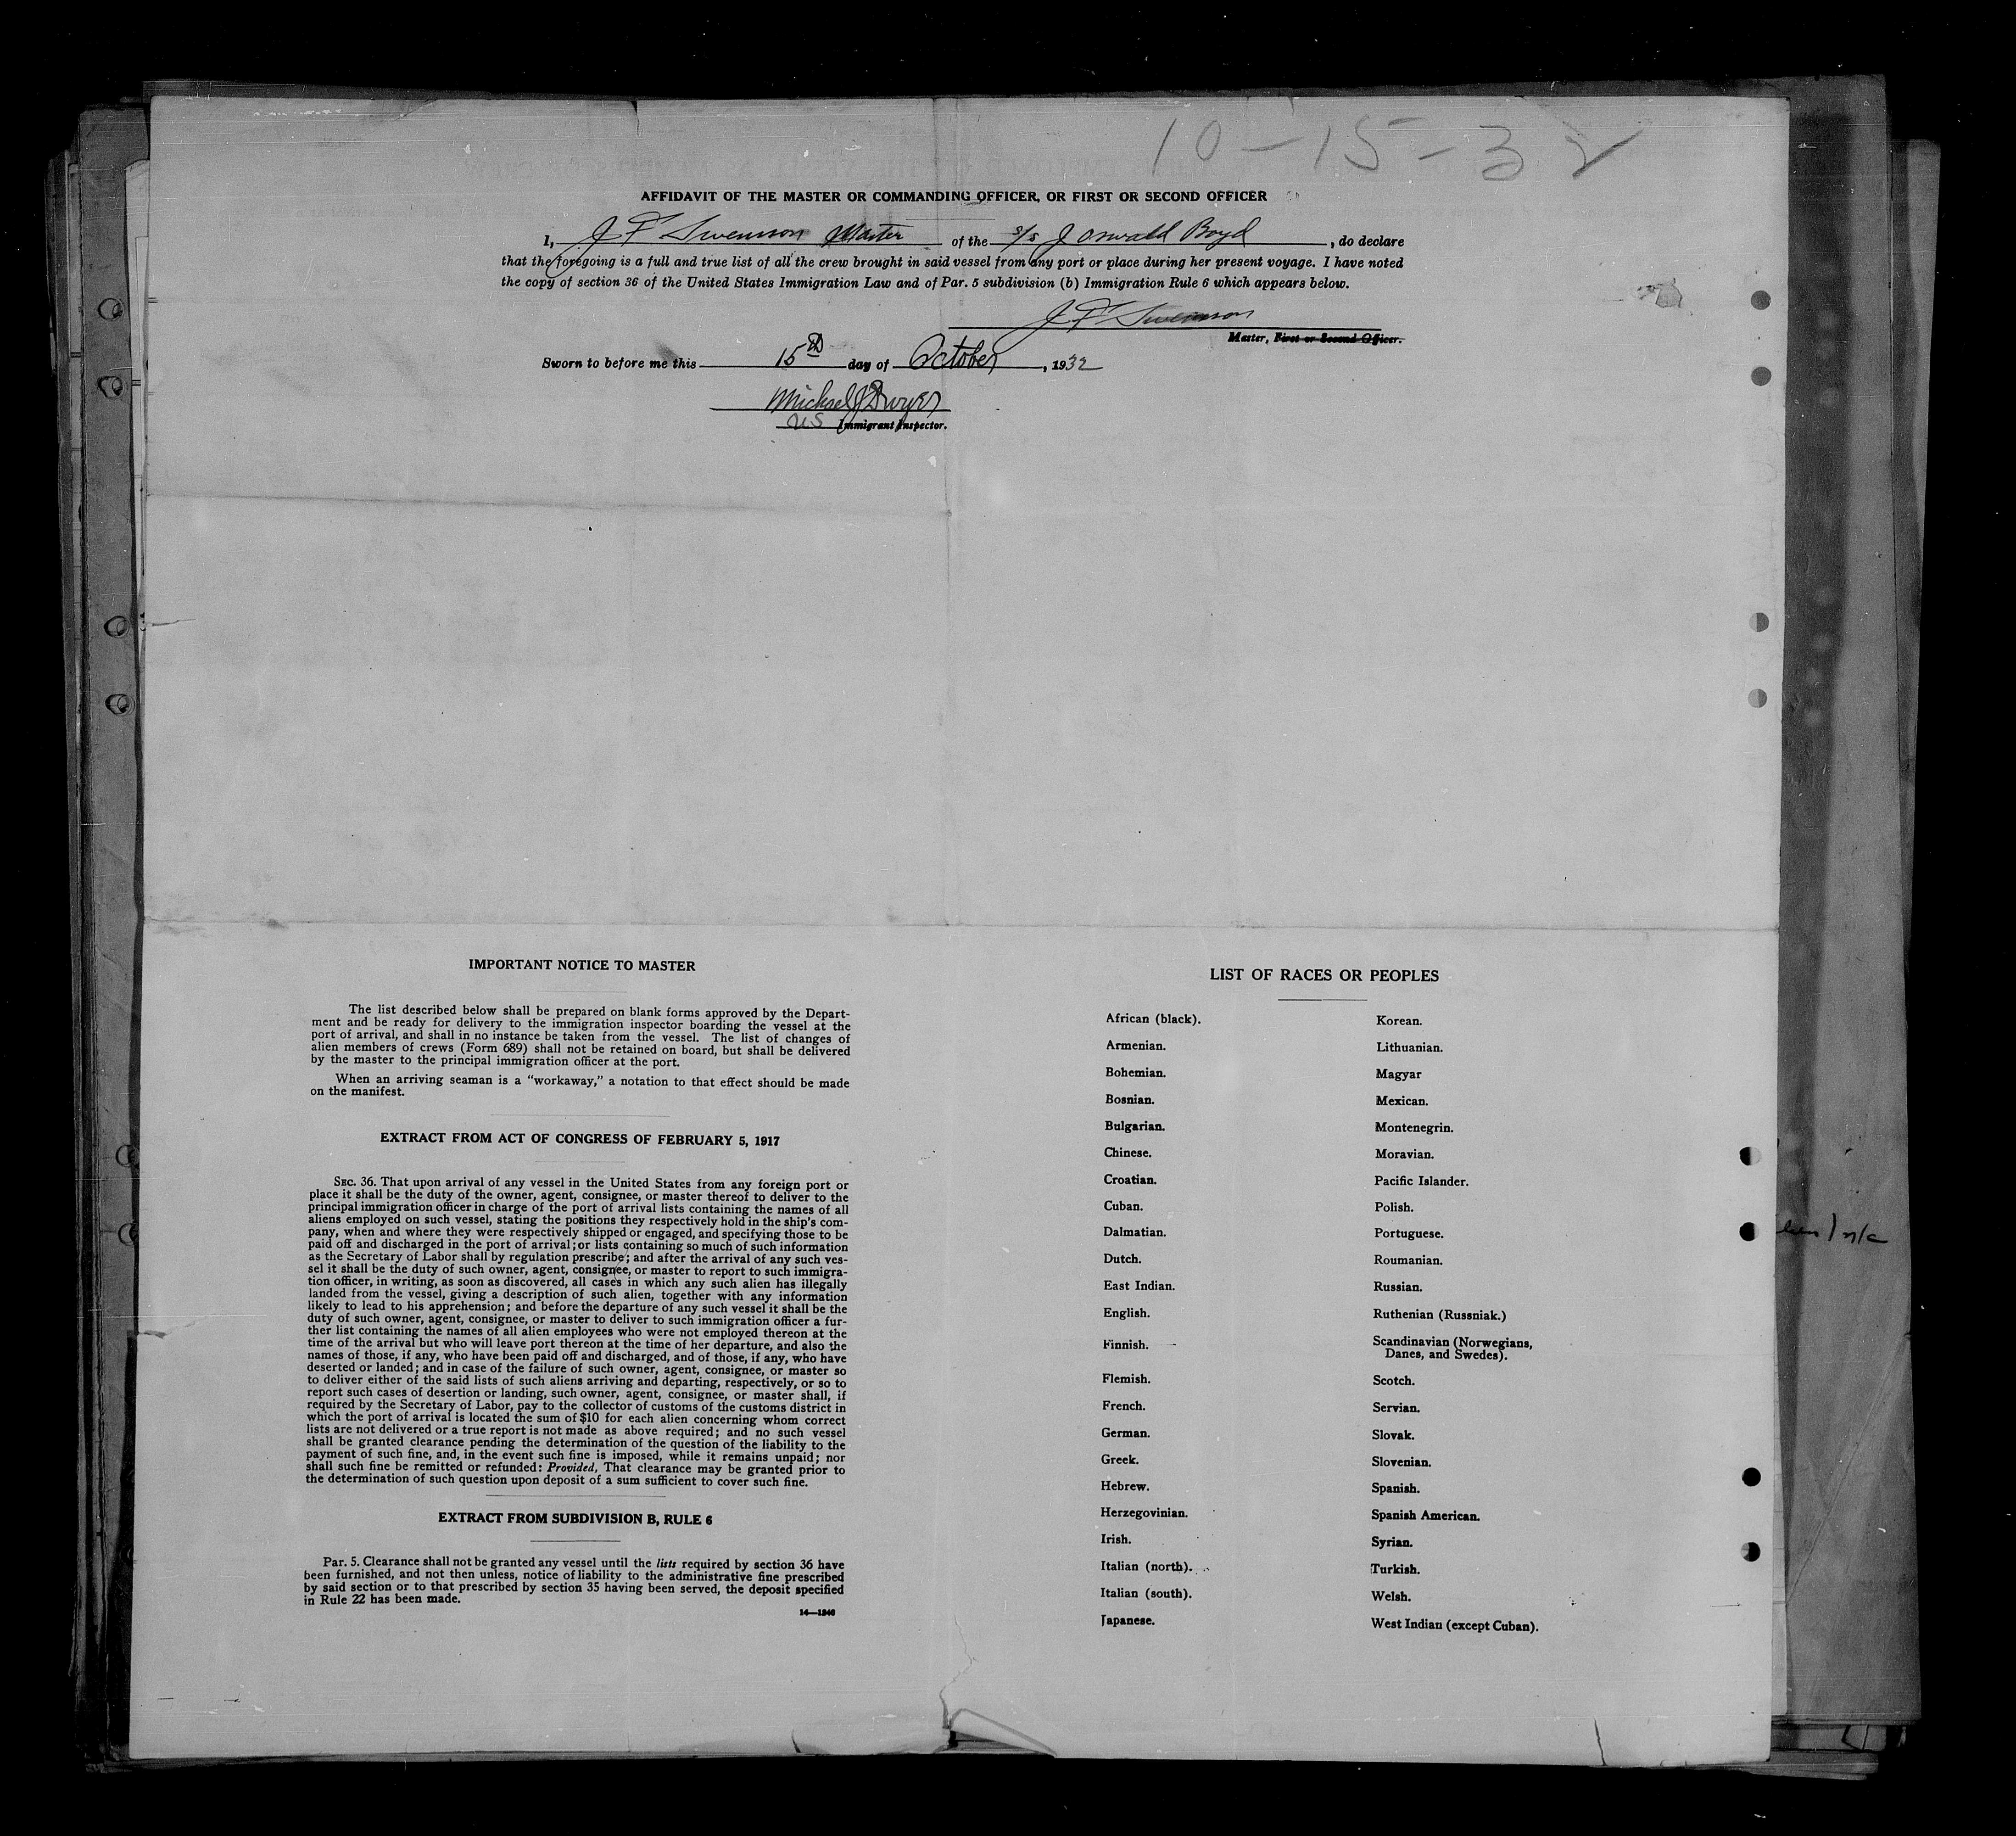 10-15-32
AFFIDAVIT OF THE MASTER OR COMMANDING OFFICER, OR FIRST OR SECOND OFFICER
I, J F Swenson Master of the s/s J Oswald Boyd, do declare
that the foregoing is a full and true list of all the crew brought in said vessel from any port or place during her present voyage. I have noted
the copy of section 36 of the United States Immigration Law and of Par. 5 subdivision (b) Immigration Rule 6 which appears below.
J F Swenson
Master, First or Second Officer.
Sworn to before me this 15th day of October, 1932
Michael J Dwyer
US Immigrant Inspector.
IMPORTANT NOTICE TO MASTER
The list described below shall be prepared on blank forms approved by the Depart-
ment and be ready for delivery to the immigration inspector boarding the vessel at the
port of arrival, and shall in no instance be taken from the vessel. The list of changes of
alien members of crews (Form 689) shall not be retained on board, but shall be delivered
by the master to the principal immigration officer at the port.
When an arriving seaman is a "workaway," a notation to that effect should be made
on the manifest.
EXTRACT FROM ACT OF CONGRESS OF FEBRUARY 5, 1917
SEC. 36. That upon arrival of any vessel in the United States from any foreign port or
place it shall be the duty of the owner, agent, consignee, or master thereof to deliver to the
principal immigration officer in charge of the port of arrival lists containing the names of all
aliens employed on such vessel, stating the positions they respectively hold in the ship's com-
pany, when and where they were respectively shipped or engaged, and specifying those to be
paid off and discharged in the port of arrival; or lists containing so much of such information
as the Secretary of Labor shall by regulation prescribe; and after the arrival of any such ves-
sel it shall be the duty of such owner, agent, consignee, or master to report to such immigra-
tion officer, in writing, as soon as discovered, all cases in which any such alien has illegally
landed from the vessel, giving a description of such alien, together with any information
likely to lead to his apprehension; and before the departure of any such vessel it shall be the
duty of such owner, agent, consignee, or master to deliver to such immigration officer a fur-
ther list containing the names of all alien employees who were not employed thereon at the
time of the arrival but who will leave port thereon at the time of her departure, and also the
names of those, if any, who have been paid off and discharged, and of those, if any, who have
deserted or landed; and in case of the failure of such owner, agent, consignee, or master so
to deliver either of the said lists of such aliens arriving and departing, respectively, or so to
report such cases of desertion or landing, such owner, agent, consignee, or master shall, if
required by the Secretary of Labor, pay to the collector of customs of the customs district in
which the port of arrival is located the sum of $10 for each alien concerning whom correct
lists are not delivered or a true report is not made as above required; and no such vessel
shall be granted clearance pending the determination of the question of the liability to the
payment of such fine, and, in the event such fine is imposed, while it remains unpaid; nor
shall such fine be remitted or refunded: Provided, That clearance may be granted prior to
the determination of such question upon deposit of a sum sufficient to cover such fine.
EXTRACT FROM SUBDIVISION B, RULE 6
Par. 5. Clearance shall not be granted any vessel until the lists required by section 36 have
been furnished, and not then unless, notice of liability to the administrative fine prescribed
by said section or to that prescribed by section 35 having been served, the deposit specified
in Rule 22 has been made.
14—1240
LIST OF RACES OR PEOPLES
African (black).
Armenian.
Bohemian.
Bosnian.
Bulgarian.
Chinese.
Croatian.
Cuban.
Dalmatian.
Dutch.
East Indian.
English.
Finnish.
Flemish.
French.
German.
Greek.
Hebrew.
Herzegovinian.
Irish.
Italian (north).
Italian (south).
Japanese.
Korean.
Lithuanian.
Magyar
Mexican.
Montenegrin.
Moravian.
Pacific Islander.
Polish.
Portuguese.
Roumanian.
Russian.
Ruthenian (Russniak.)
Scandinavian (Norwegians,
Danes, and Swedes).
Scotch.
Servian.
Slovak.
Slovenian.
Spanish.
Spanish American.
Syrian.
Turkish.
Welsh.
West Indian (except Cuban).